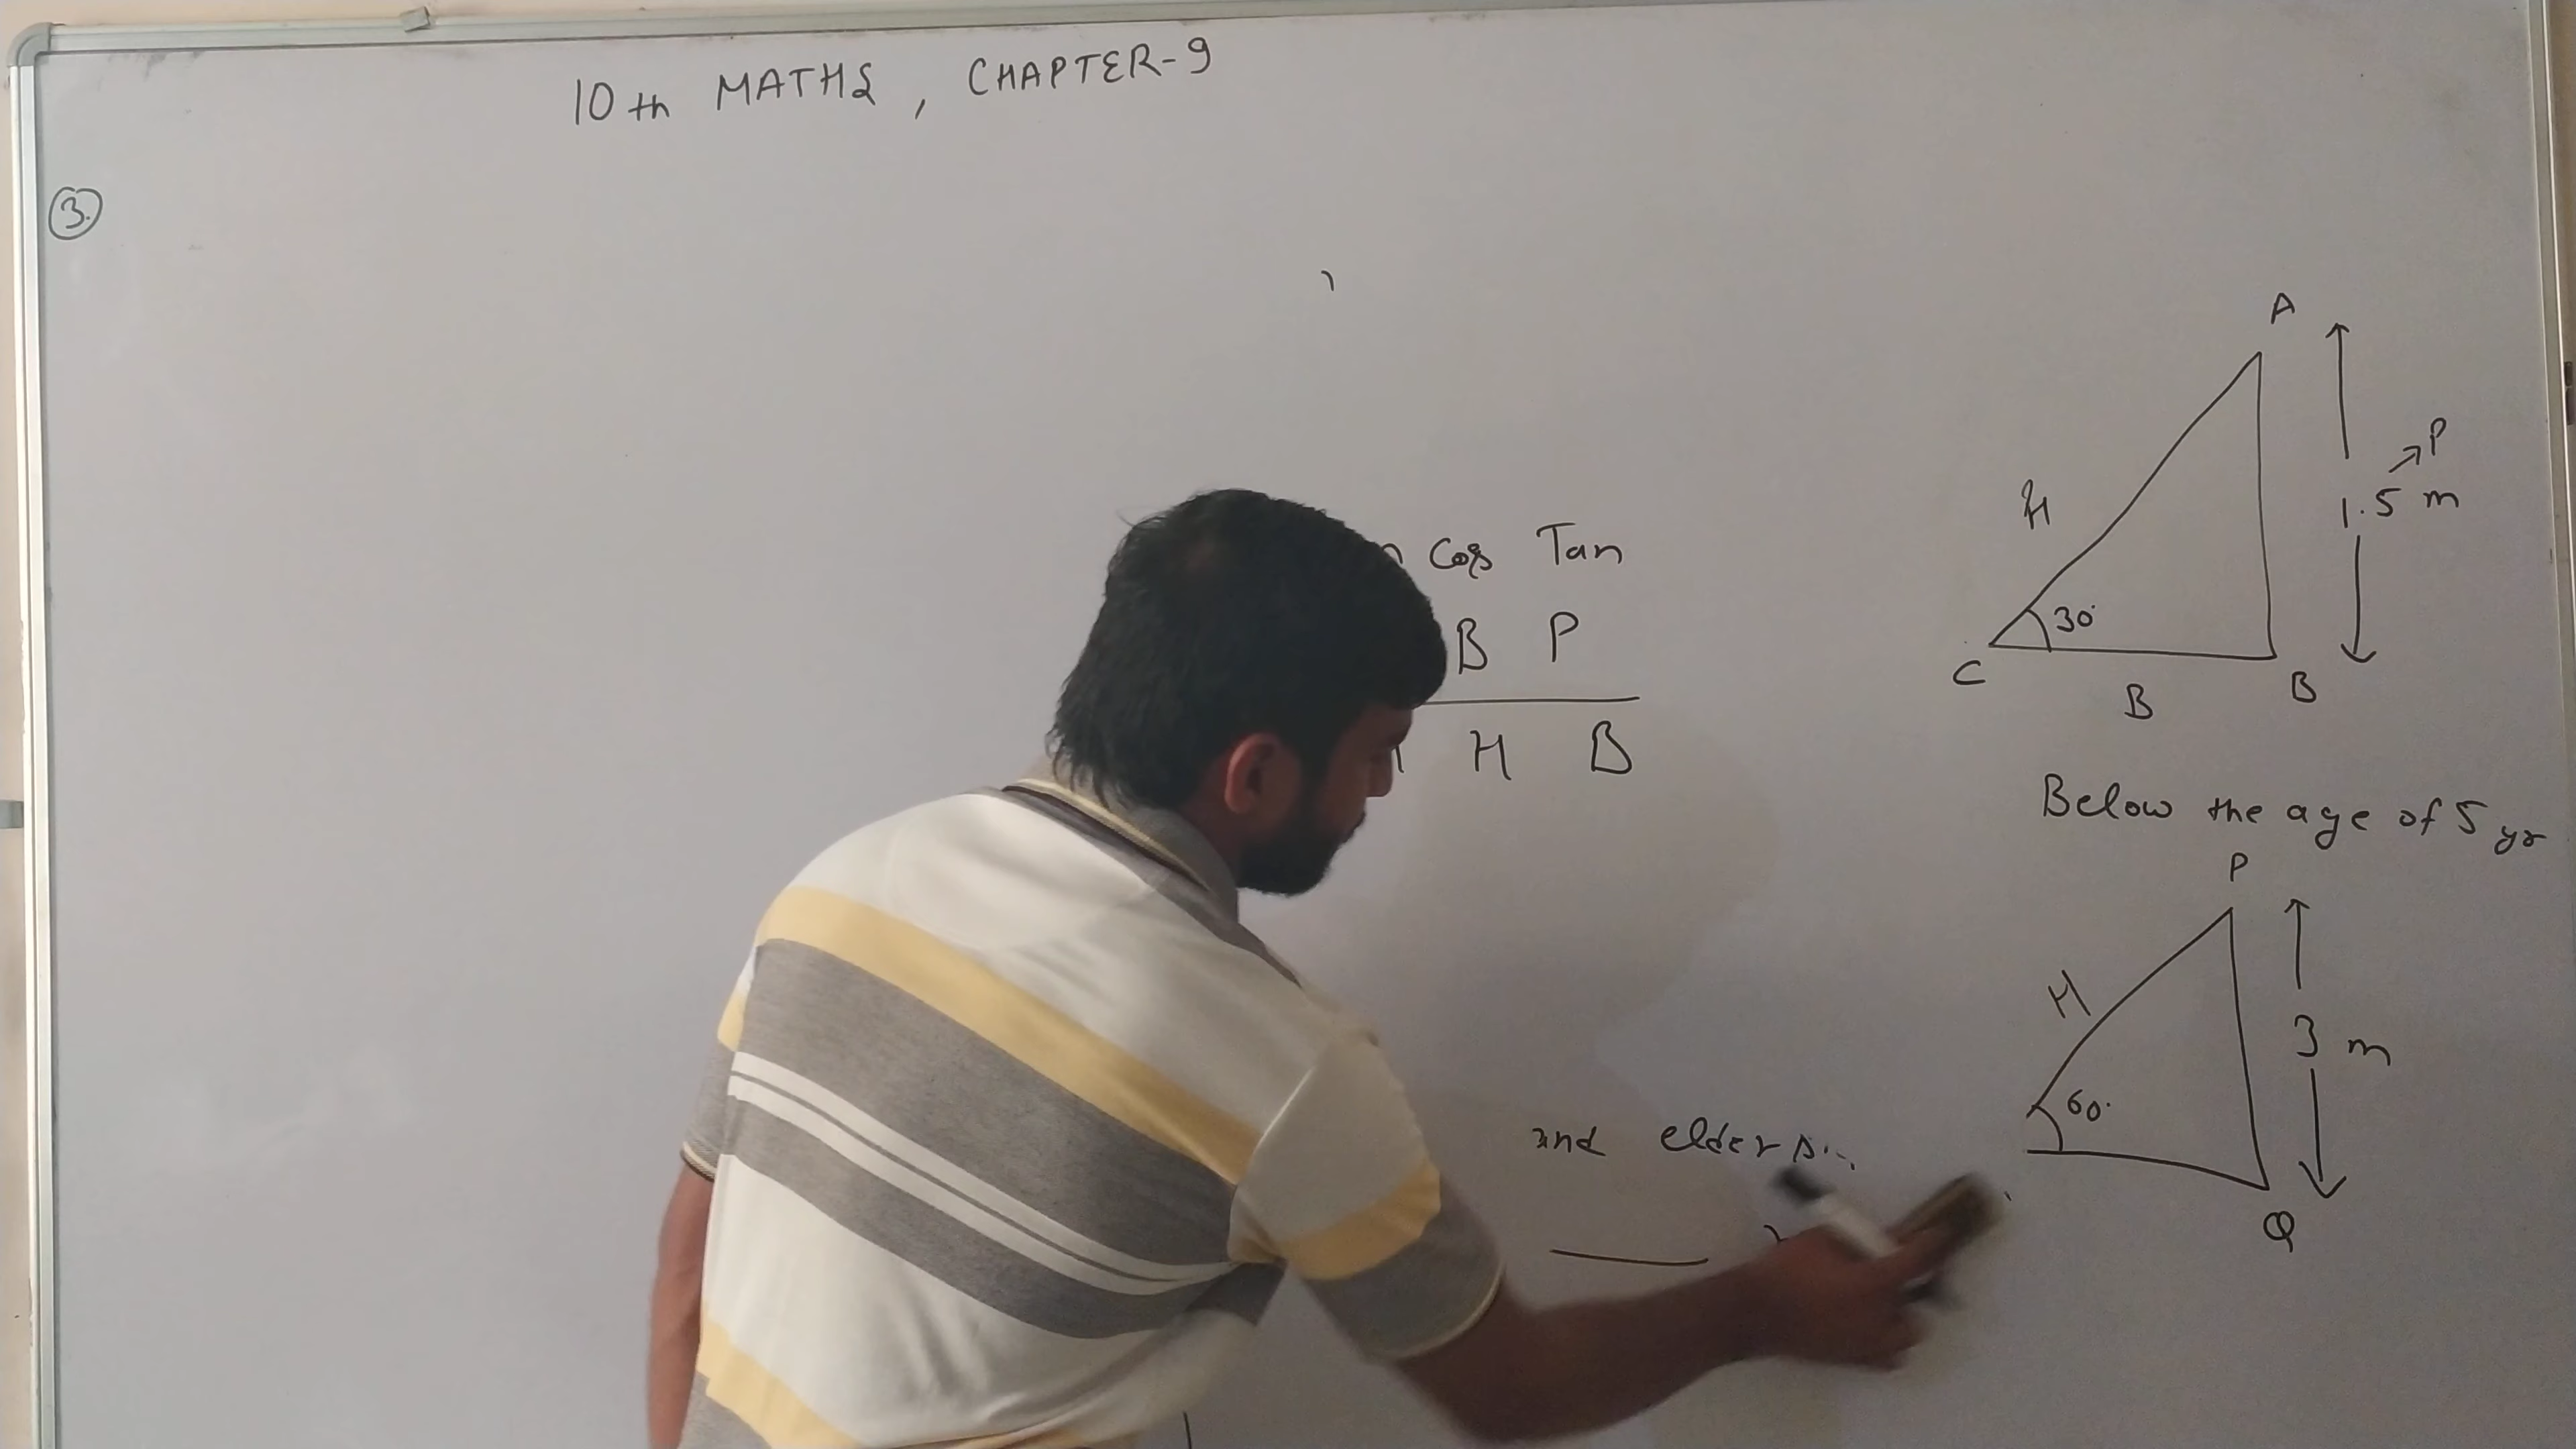 10th MATHS, CHAPTER-9
3.
Cos Tan
B P
H B
A
P
1.5 m
H
30°
C
B
B
Below the age of 5 yr
P
H
3 m
60°
Q
and elder